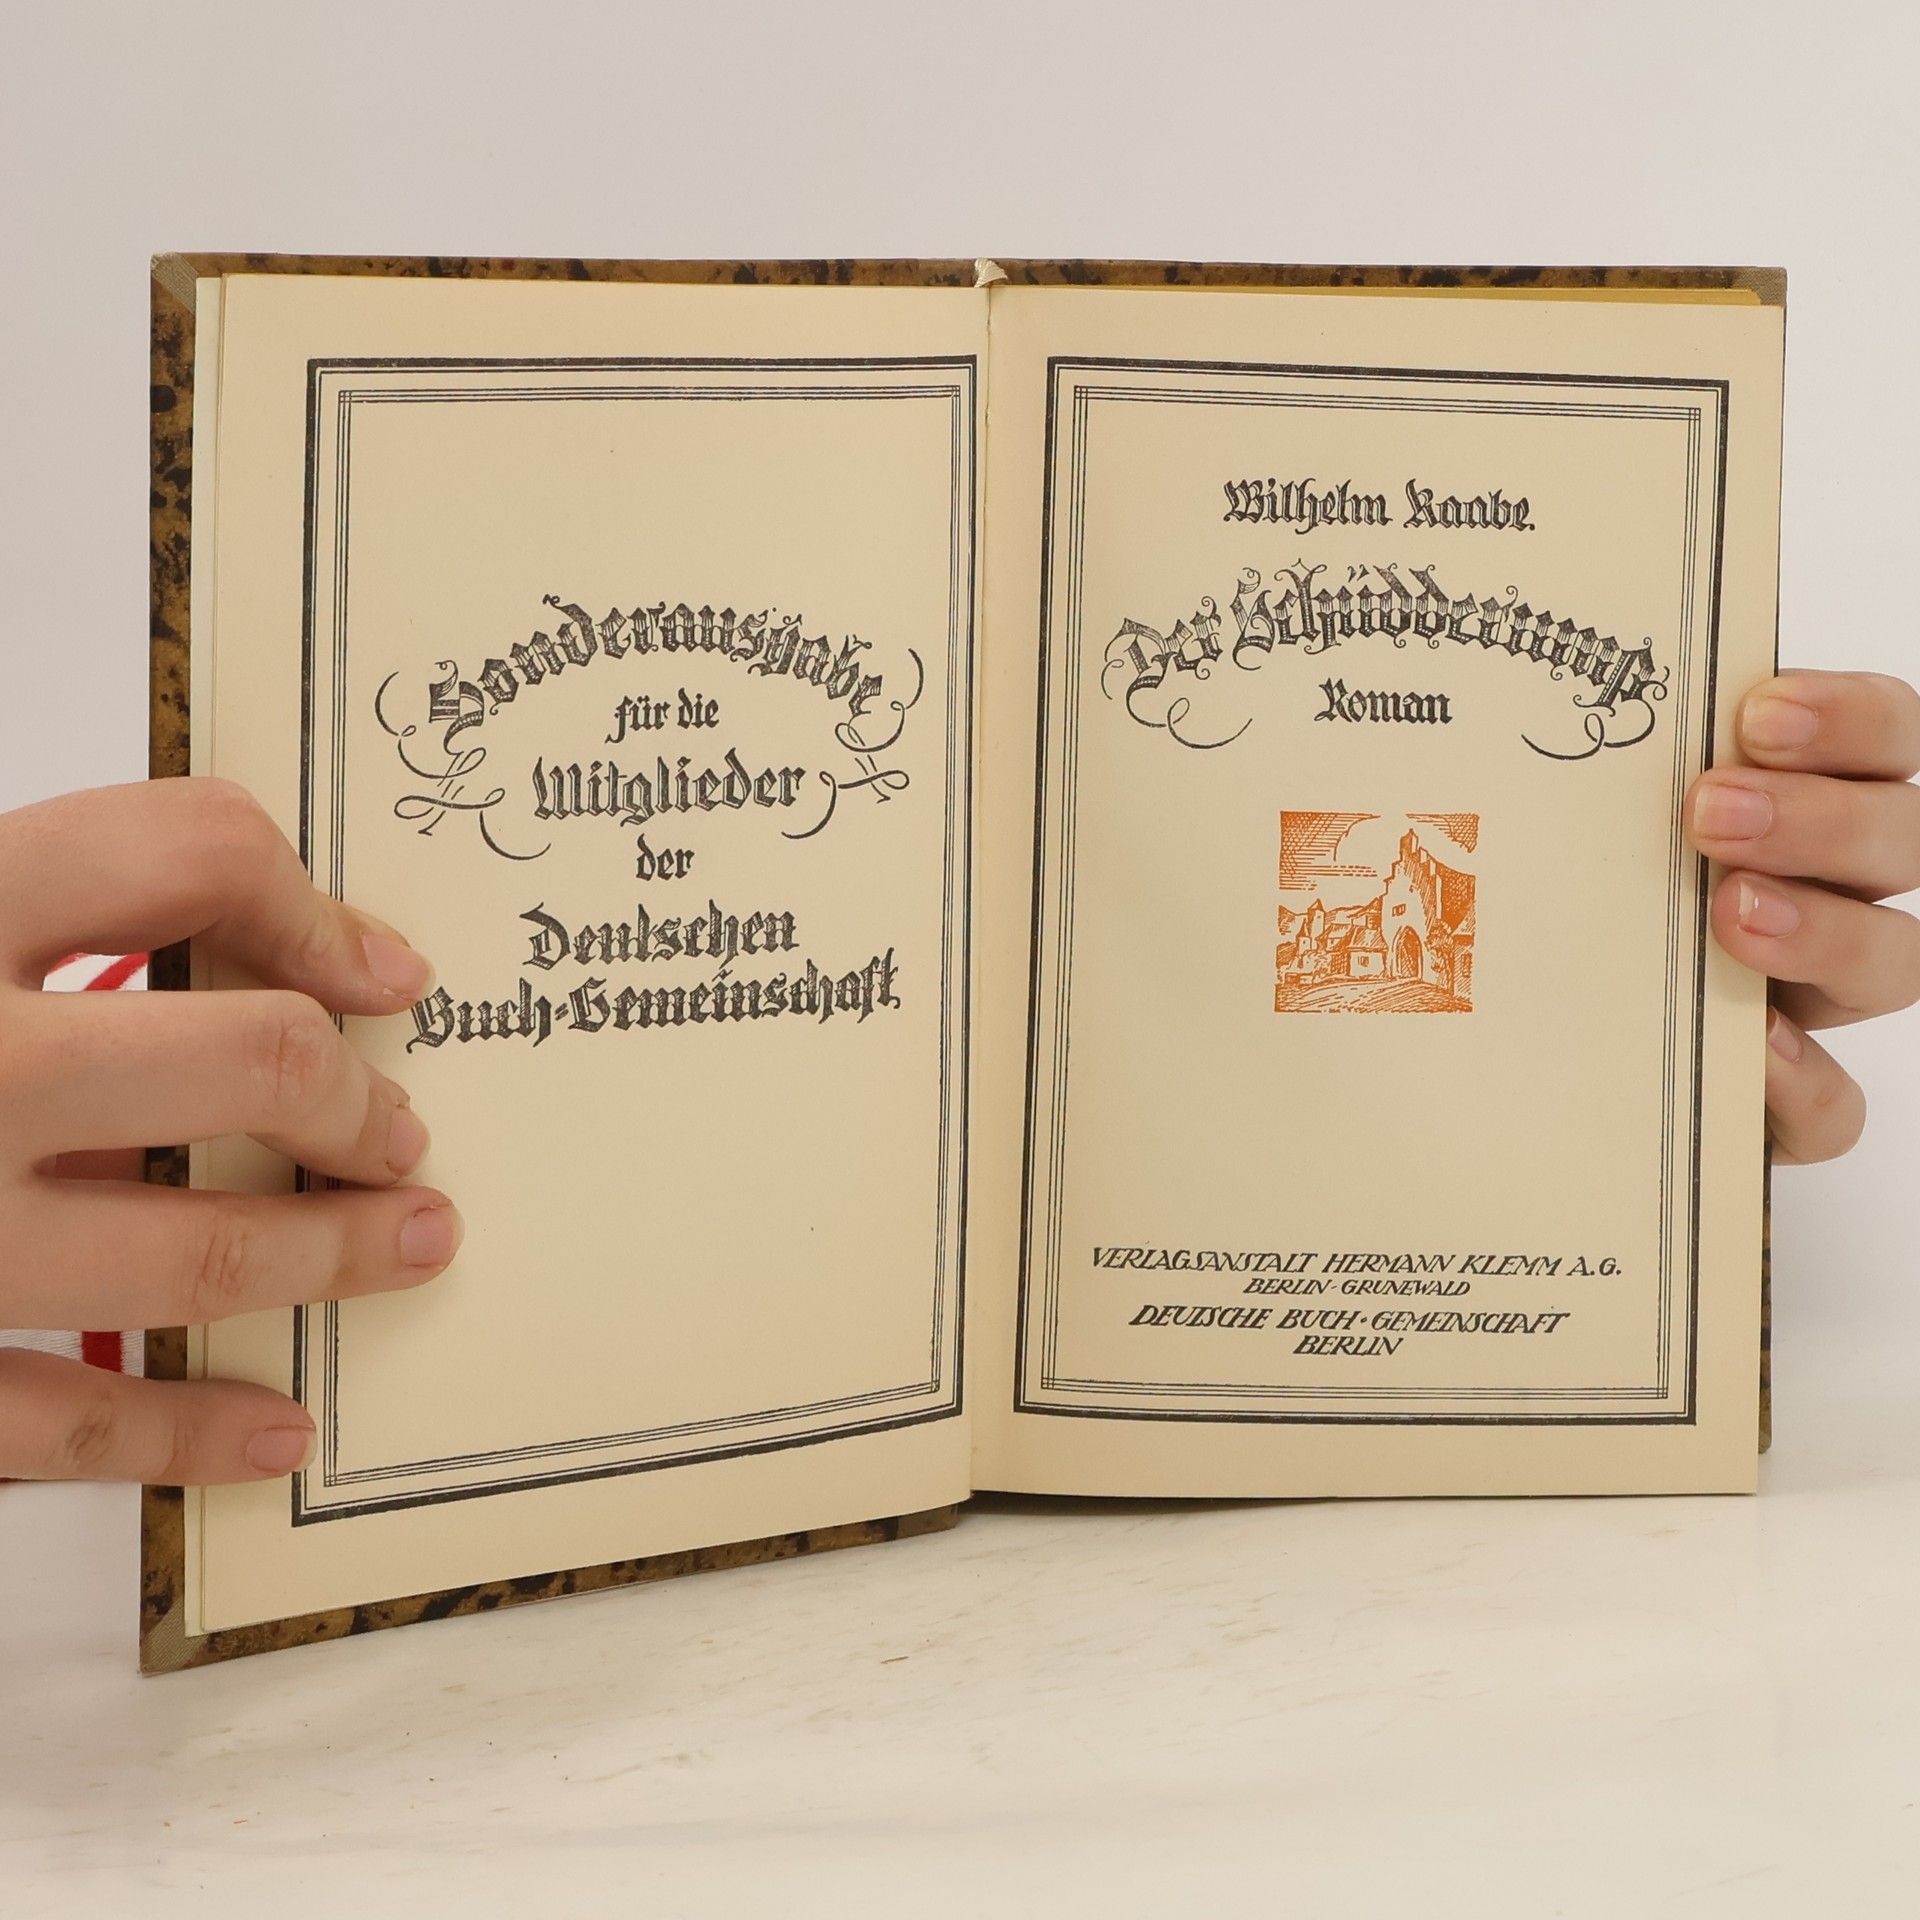 Sonderausgabe
für die
Mitglieder
der
Deutschen
Buch-Gemeinschaft
Wilhelm Raabe
Der Schüdderump
Roman
VERLAGSANSTALT HERMANN KLEMM A.G.
BERLIN-GRUNEWALD
DEUTSCHE BUCH·GEMEINSCHAFT
BERLIN